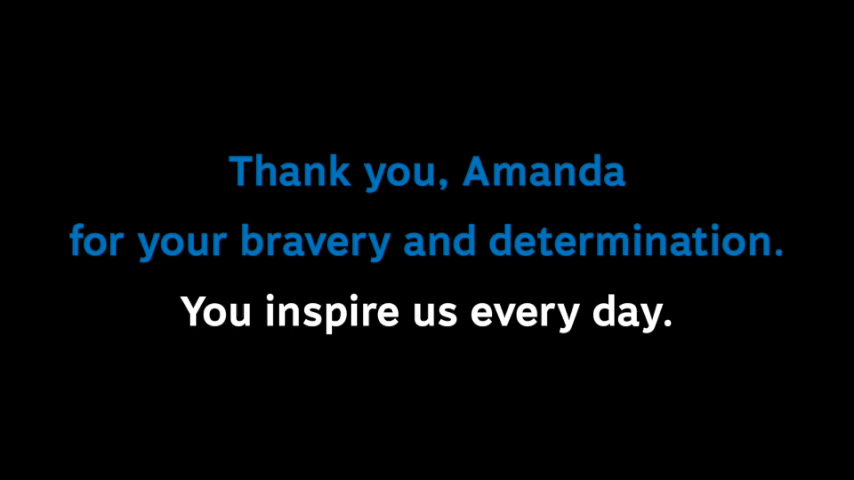 Thank you, Amanda
for your bravery and determination.
You inspire us every day.